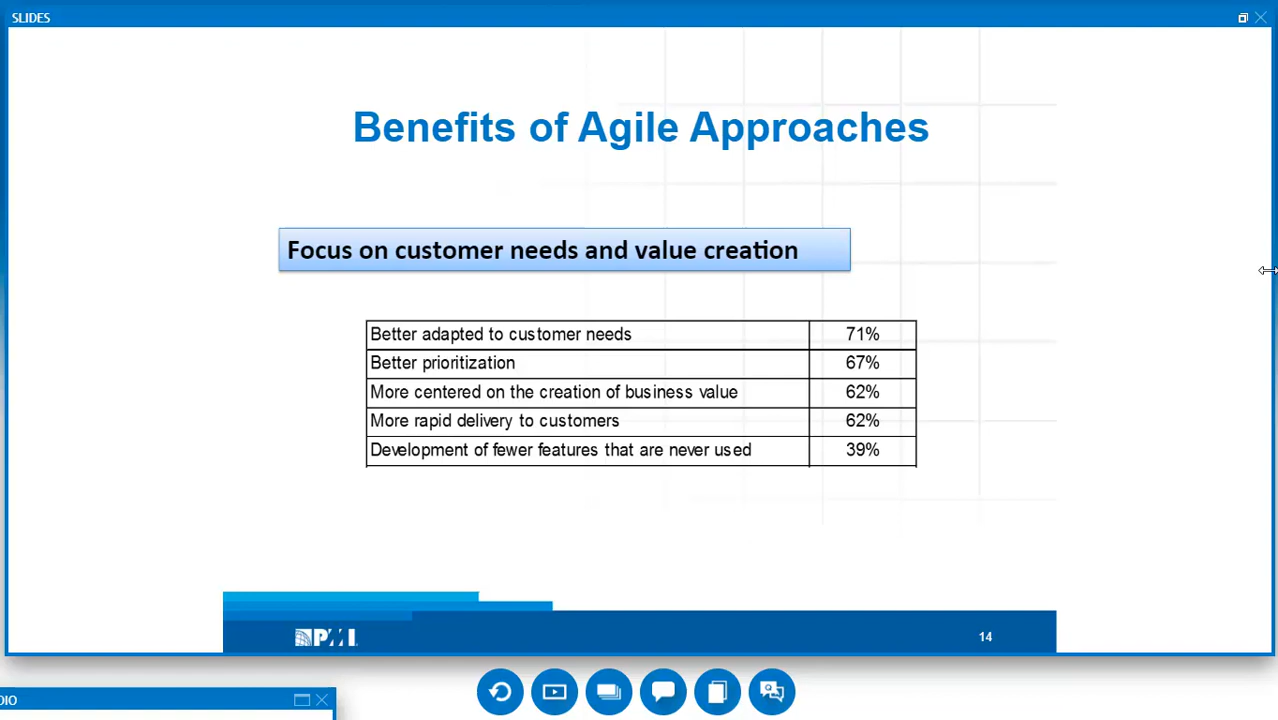 SLIDES
Benefits of Agile Approaches
Focus on customer needs and value creation
Better adapted to customer needs 71%
Better prioritization 67%
More centered on the creation of business value 62%
More rapid delivery to customers 62%
Development of fewer features that are never used 39%
PMI 14
DIO